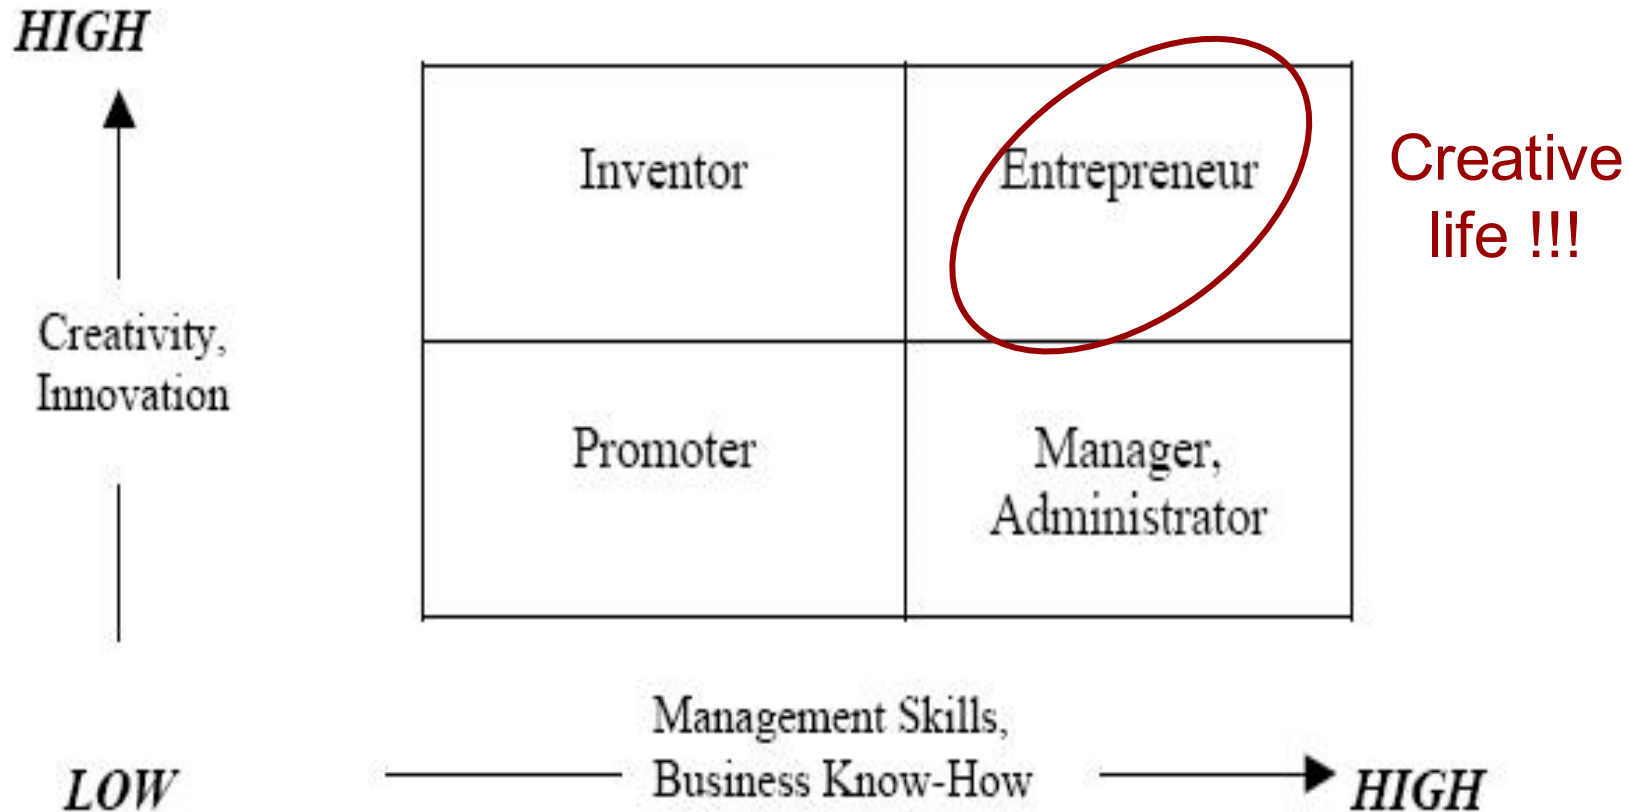 HIGH
Inventor
Entrepreneur
Creative
life !!!
Creativity,
Innovation
Promoter
Manager,
Administrator
Management Skills,
Business Know-How
LOW
HIGH